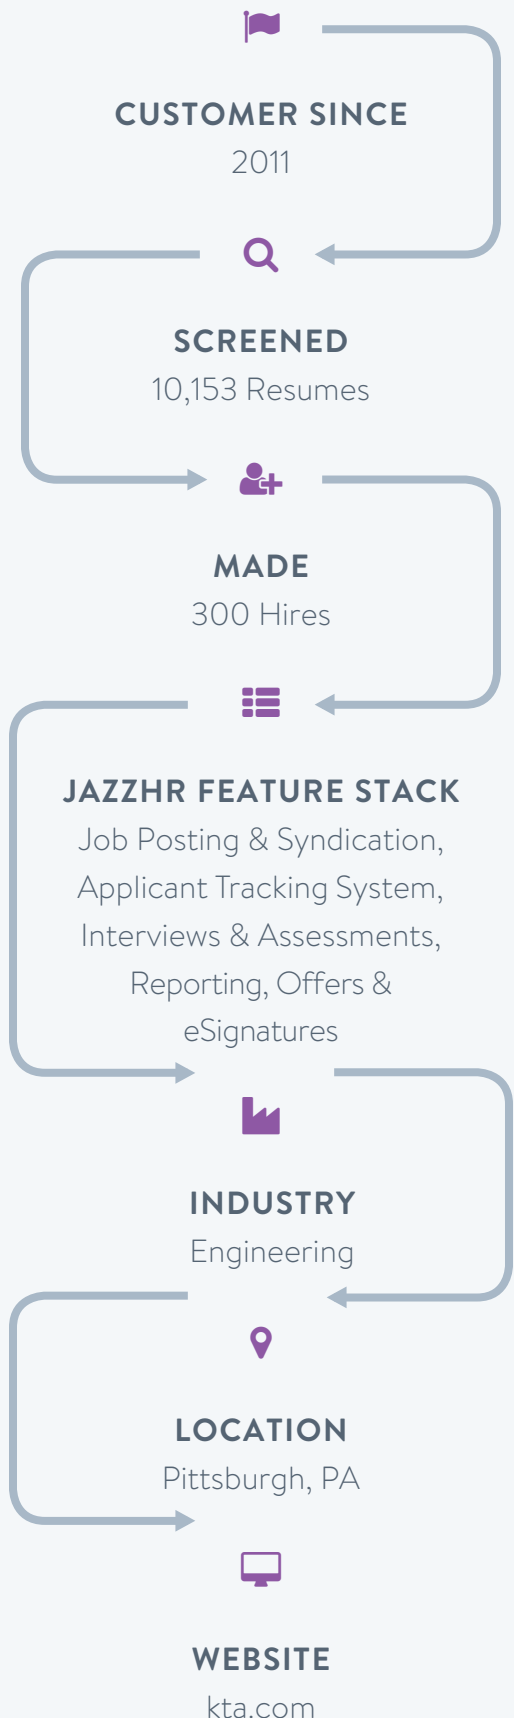 CUSTOMER SINCE
2011
SCREENED
10,153 Resumes
MADE
300 Hires
JAZZHR FEATURE STACK
Job Posting & Syndication,
Applicant Tracking System,
Interviews & Assessments,
Reporting, Offers &
eSignatures
INDUSTRY
Engineering
LOCATION
Pittsburgh, PA
WEBSITE
kta.com